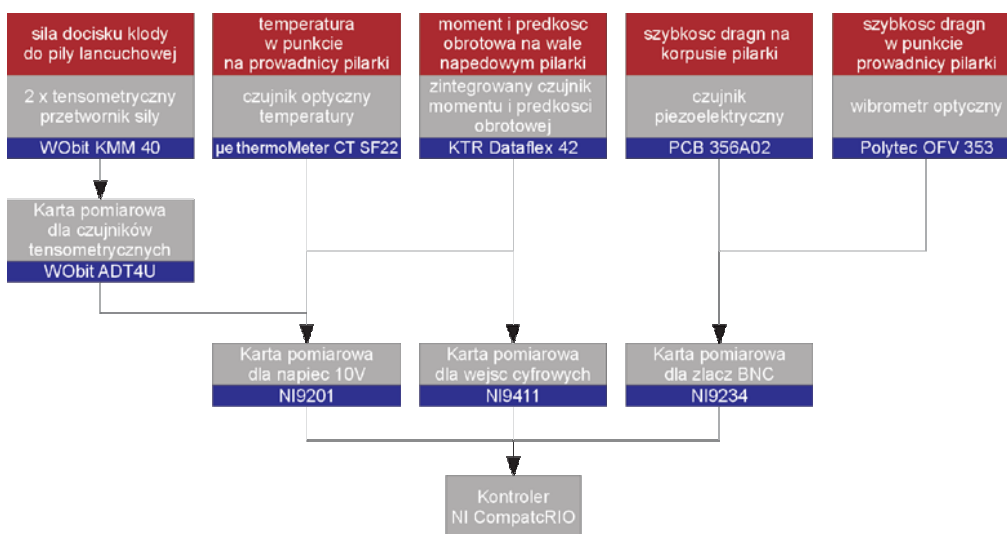 sila docisku klody
do pily lancuchowej
2 x tensometryczny
przetwornik sily
WObit KMM 40
temperatura
w punkcie
na prowadnicy pilarki
czujnik optyczny
temperatury
µe thermoMeter CT SF22
moment i predkosc
obrotowa na wale
napedowym pilarki
zintegrowany czujnik
momentu i predkosci
obrotowej
KTR Dataflex 42
szybkosc dragn na
korpusie pilarki
czujnik
piezoelektryczny
PCB 356A02
szybkosc dragn
w punkcie
prowadnicy pilarki
wibrometr optyczny
Polytec OFV 353
Karta pomiarowa
dla czujników
tensometrycznych
WObit ADT4U
Karta pomiarowa
dla napiec 10V
NI9201
Karta pomiarowa
dla wejsc cyfrowych
NI9411
Karta pomiarowa
dla zlacz BNC
NI9234
Kontroler
NI CompatcRIO